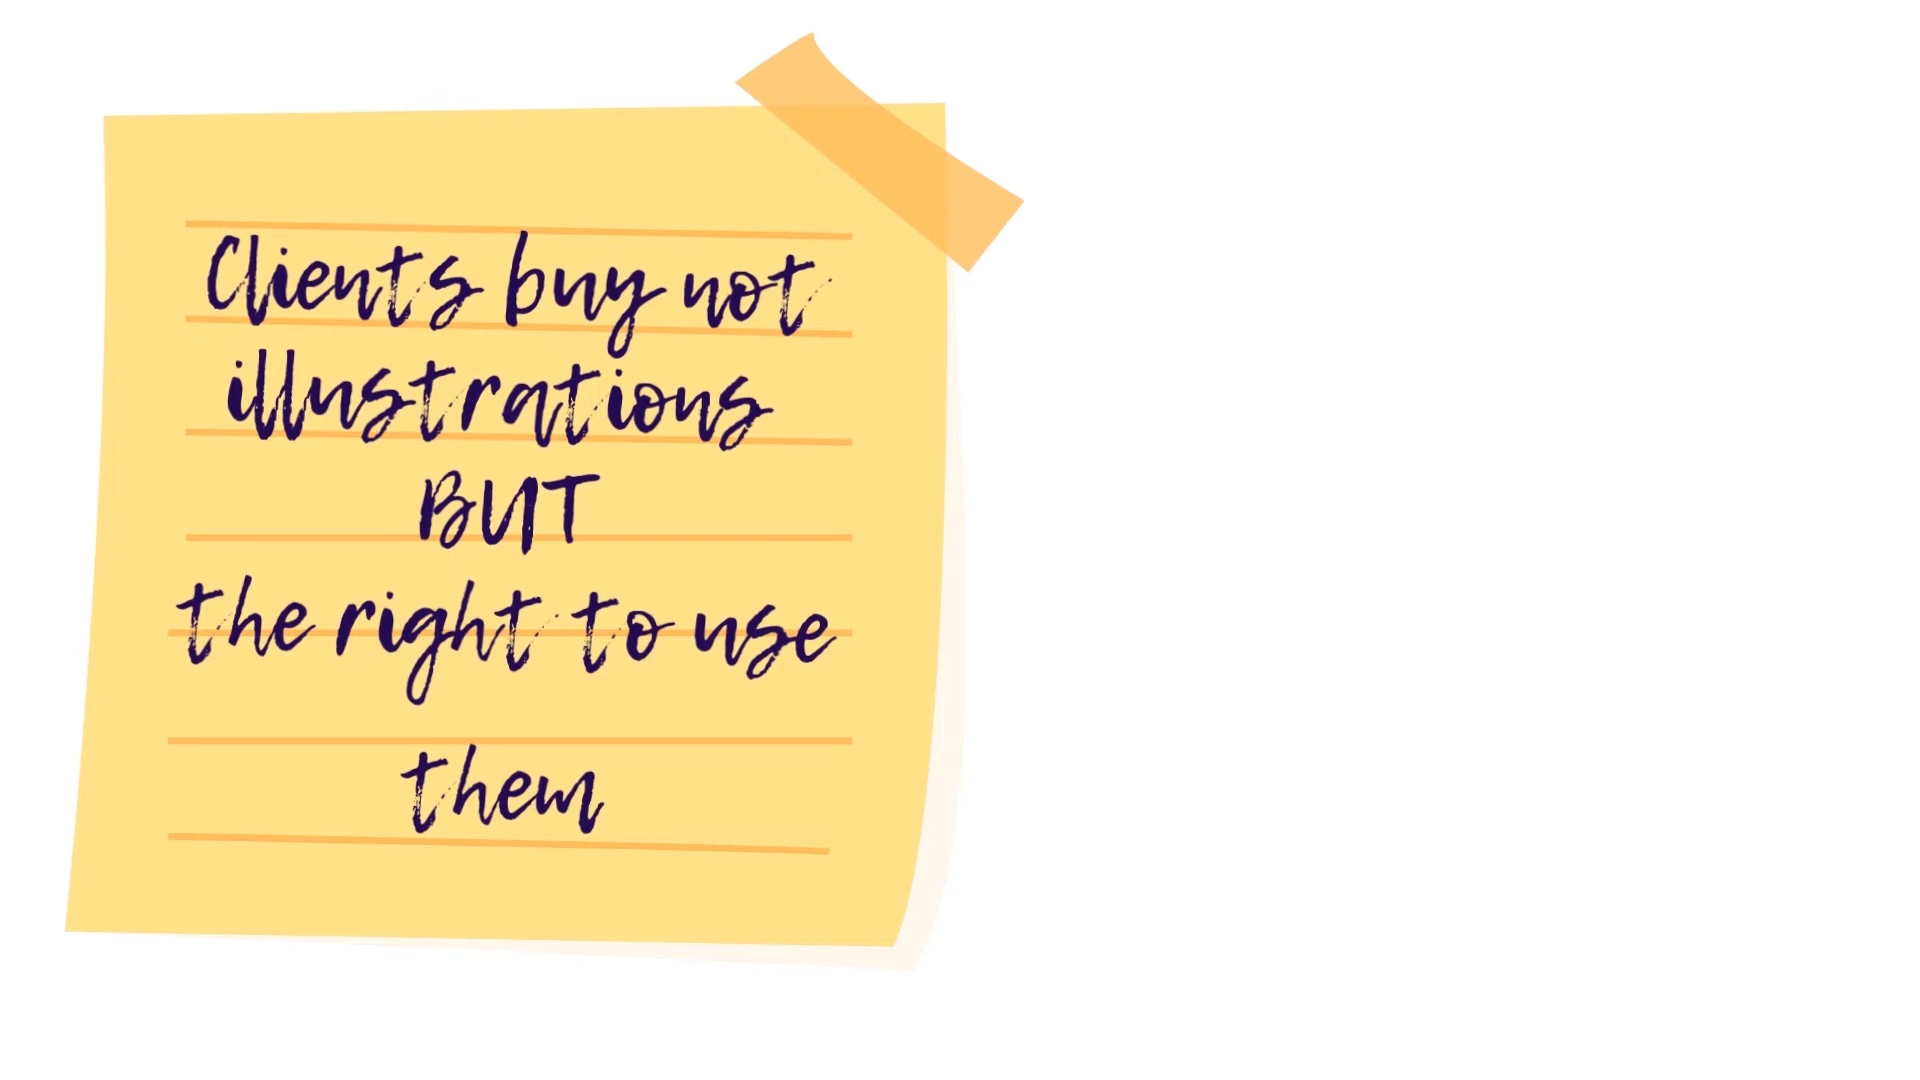 Clients buy not
illustrations
BUT
the right to use
them